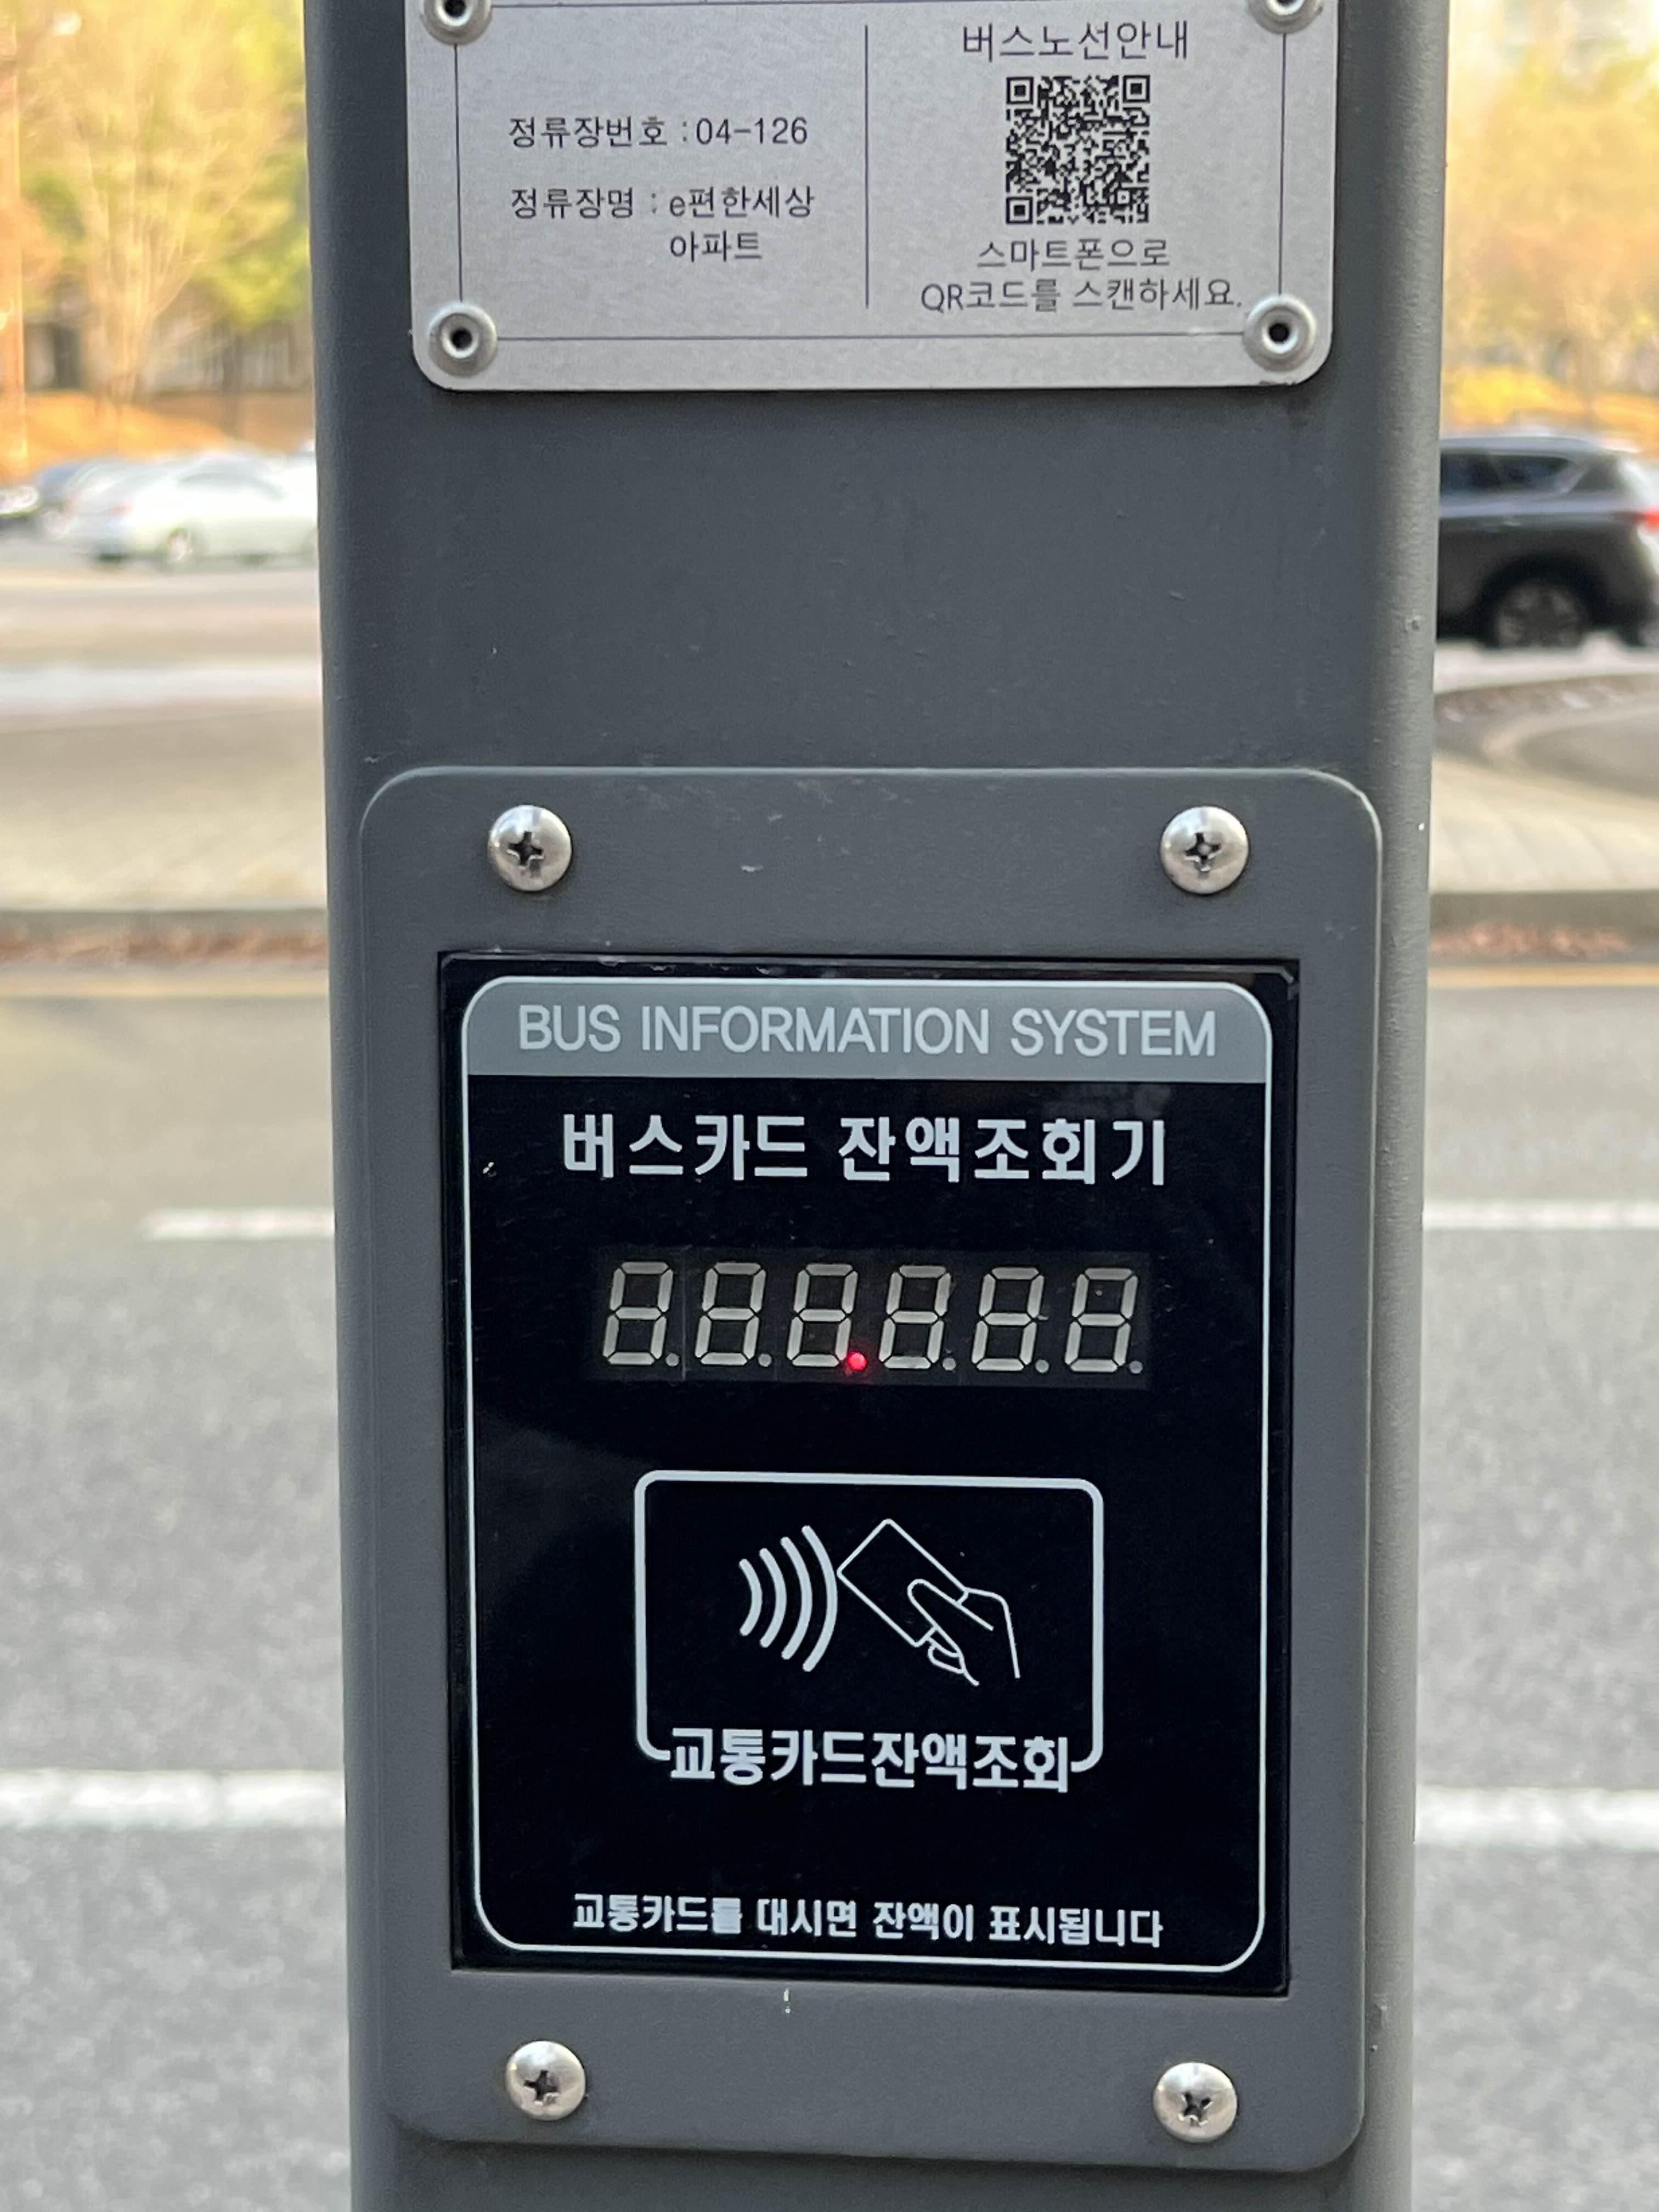 정류장번호 : 04-126
정류장명 : e편한세상
아파트
버스노선안내
스마트폰으로
QR코드를 스캔하세요.
BUS INFORMATION SYSTEM
버스카드 잔액조회기
교통카드잔액조회
교통카드를 대시면 잔액이 표시됩니다